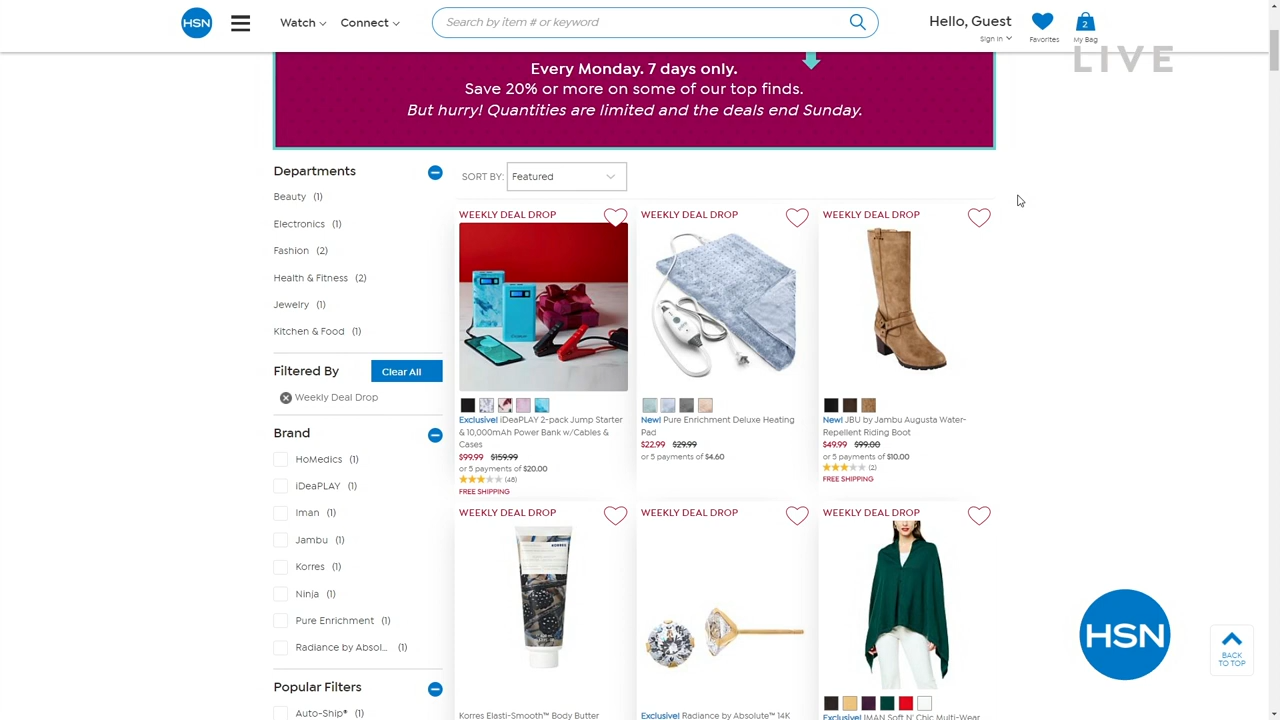 HSN
Watch
Connect
Search by item # or keyword
Hello, Guest
Sign In
Favorites
2
My Bag
LIVE
Every Monday. 7 days only.
Save 20% or more on some of our top finds.
But hurry! Quantities are limited and the deals end Sunday.
Departments
Beauty (1)
Electronics (1)
Fashion (2)
Health & Fitness (2)
Jewelry (1)
Kitchen & Food (1)
Filtered By
Clear All
Weekly Deal Drop
Brand
HoMedics (1)
iDeaPLAY (1)
Iman (1)
Jambu (1)
Korres (1)
Ninja (1)
Pure Enrichment (1)
Radiance by Absol... (1)
Popular Filters
Auto-Ship® (1)
SORT BY: Featured
WEEKLY DEAL DROP
Exclusive! iDeaPLAY 2-pack Jump Starter
& 10,000mAh Power Bank w/Cables &
Cases
$99.99 $159.99
or 5 payments of $20.00
(48)
FREE SHIPPING
WEEKLY DEAL DROP
New! Pure Enrichment Deluxe Heating
Pad
$22.99 $29.99
or 5 payments of $4.60
WEEKLY DEAL DROP
New! JBU by Jambu Augusta Water-
Repellent Riding Boot
$49.99 $99.00
or 5 payments of $10.00
(2)
FREE SHIPPING
WEEKLY DEAL DROP
KORRES
Korres Elasti-Smooth™ Body Butter
WEEKLY DEAL DROP
Exclusive! Radiance by Absolute™ 14K
WEEKLY DEAL DROP
Exclusive! IMAN Soft N' Chic Multi-Wear
HSN
BACK
TO TOP